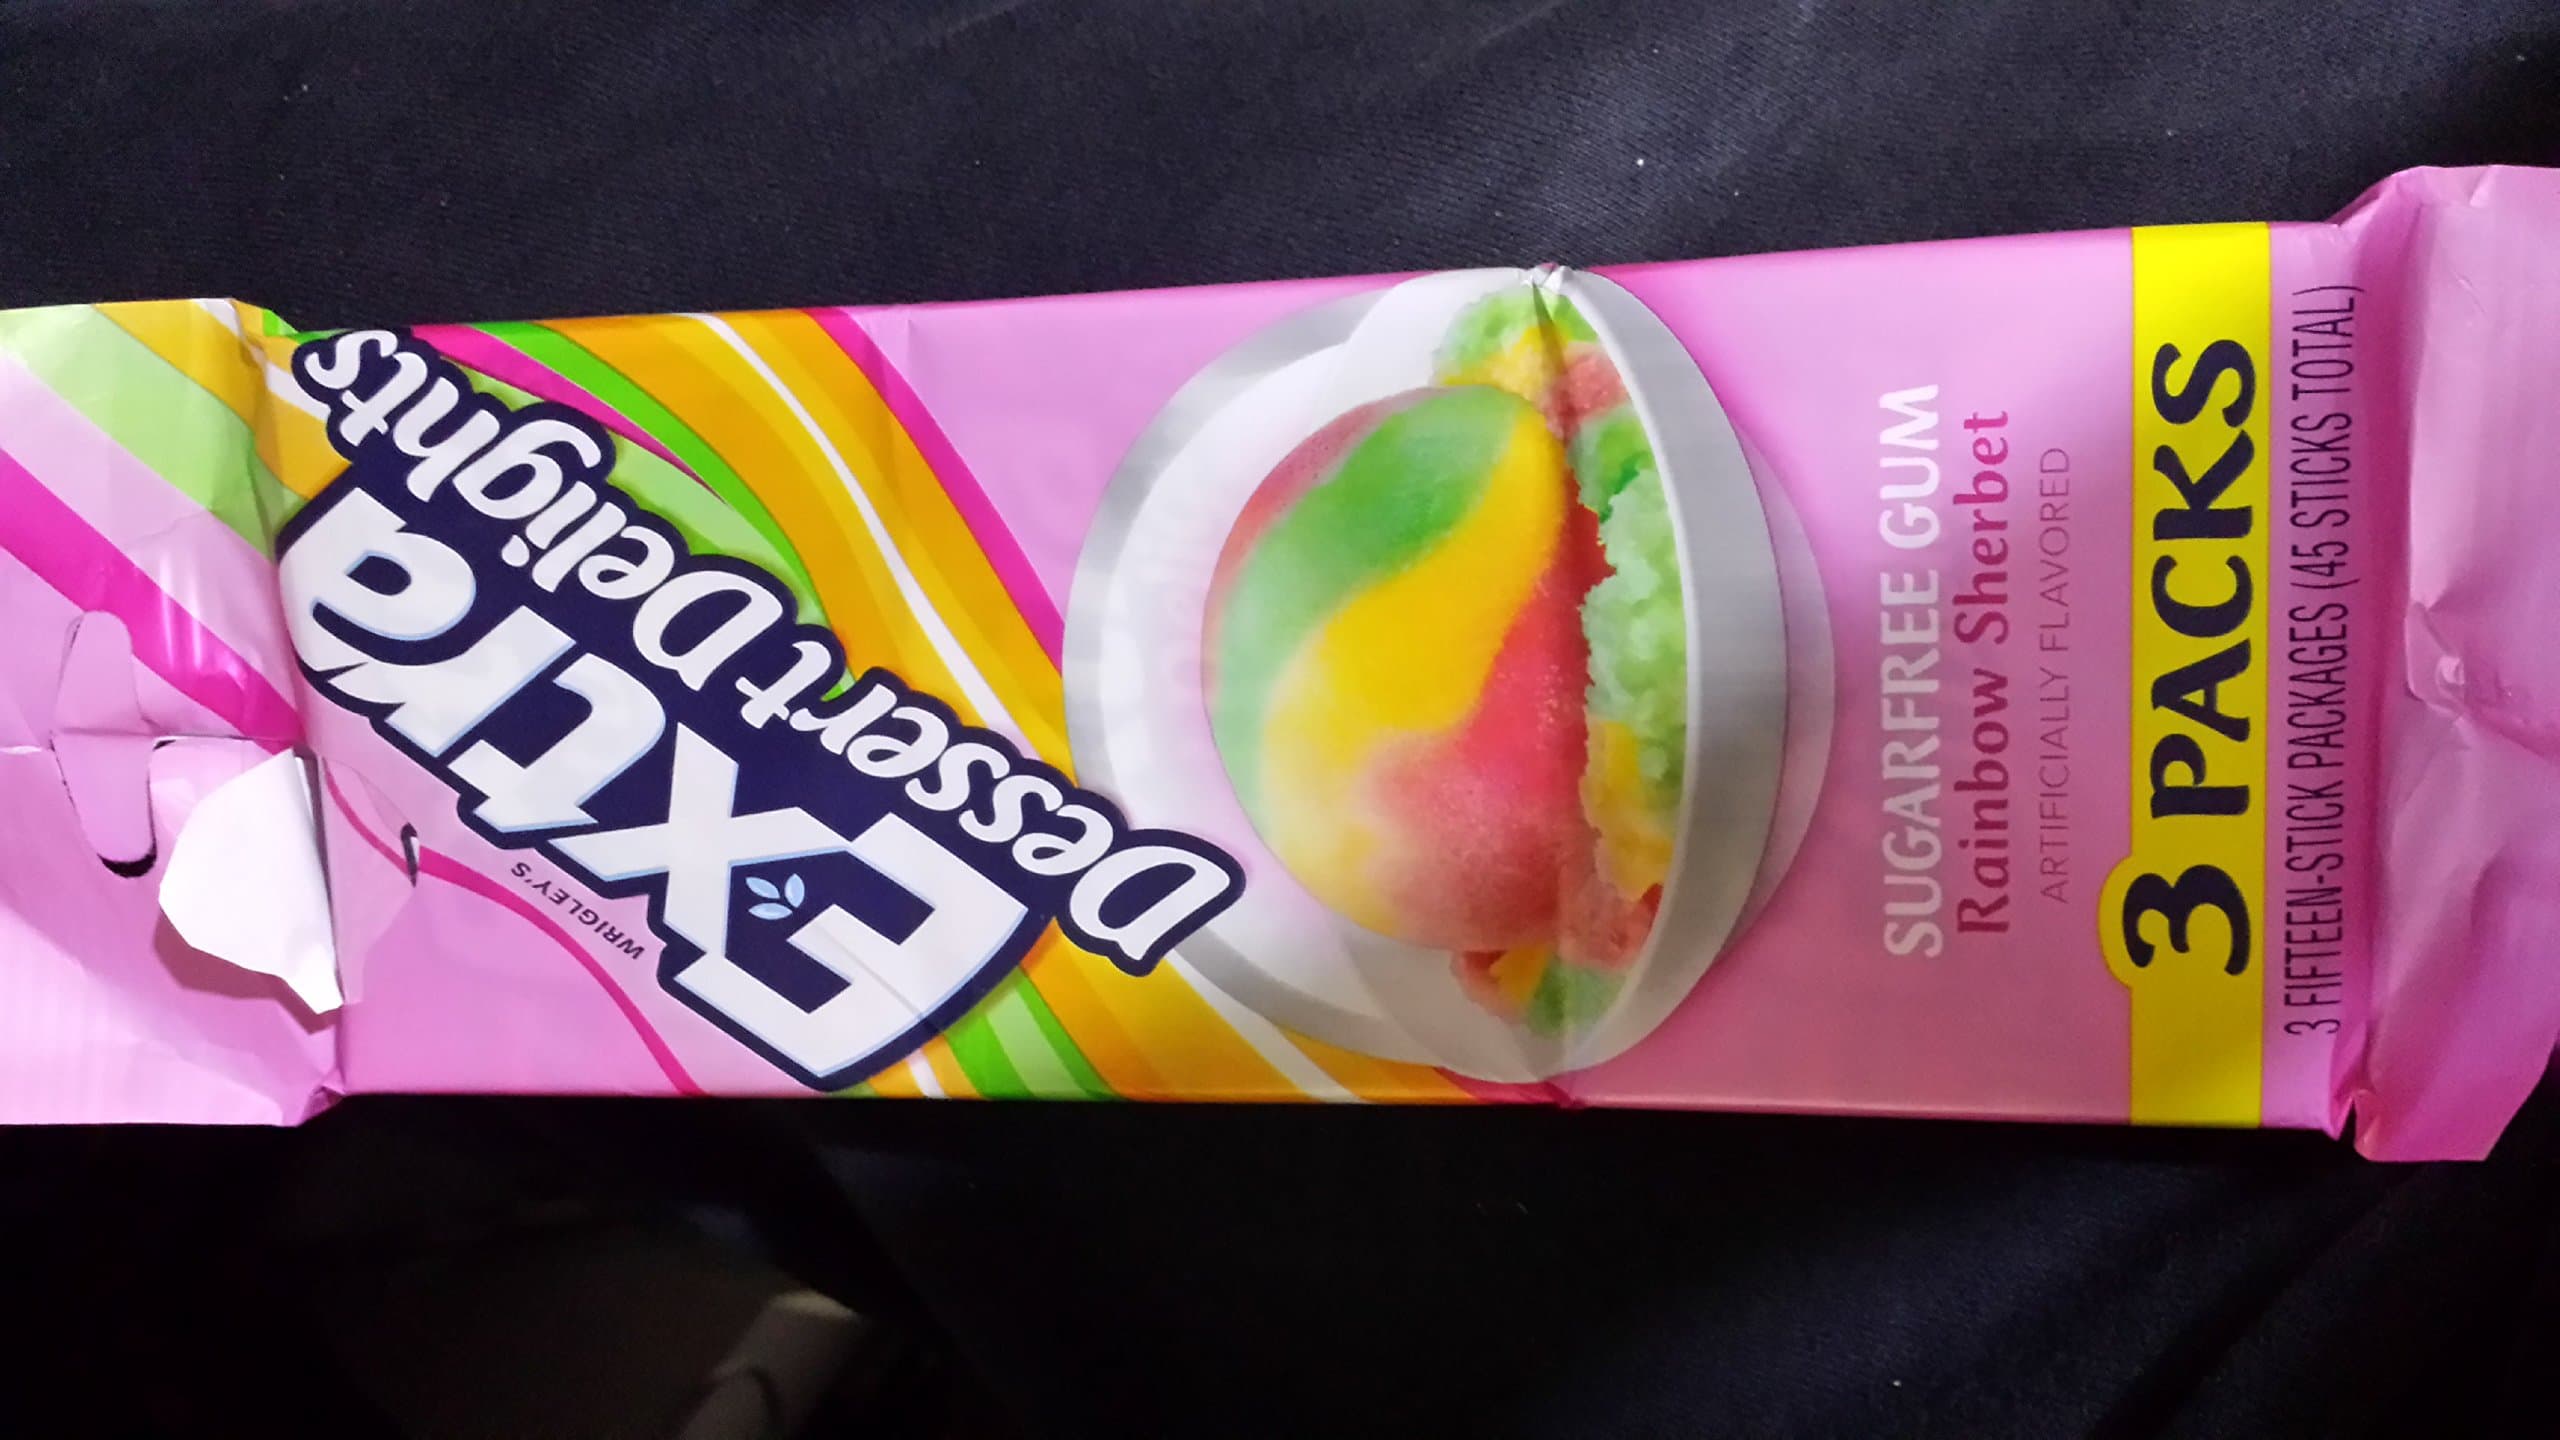 WRIGLEY'S
Extra
Dessert Delights
SUGARFREE GUM
Rainbow Sherbet
ARTIFICIALLY FLAVORED
3 PACKS
3 FIFTEEN-STICK PACKAGES (45 STICKS TOTAL)